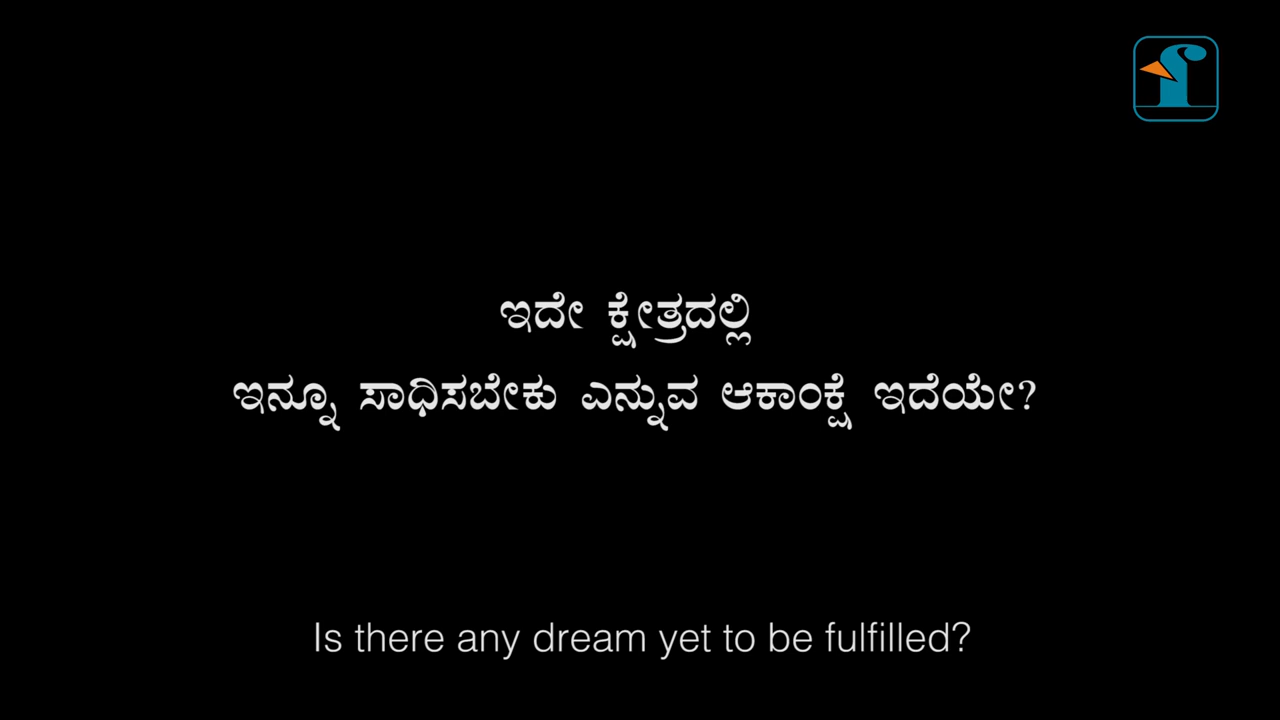 ಇದೇ ಕ್ಷೇತ್ರದಲ್ಲಿ
ಇನ್ನೂ ಸಾಧಿಸಬೇಕು ಎನ್ನುವ ಆಕಾಂಕ್ಷೆ ಇದೆಯೇ?
Is there any dream yet to be fulfilled?